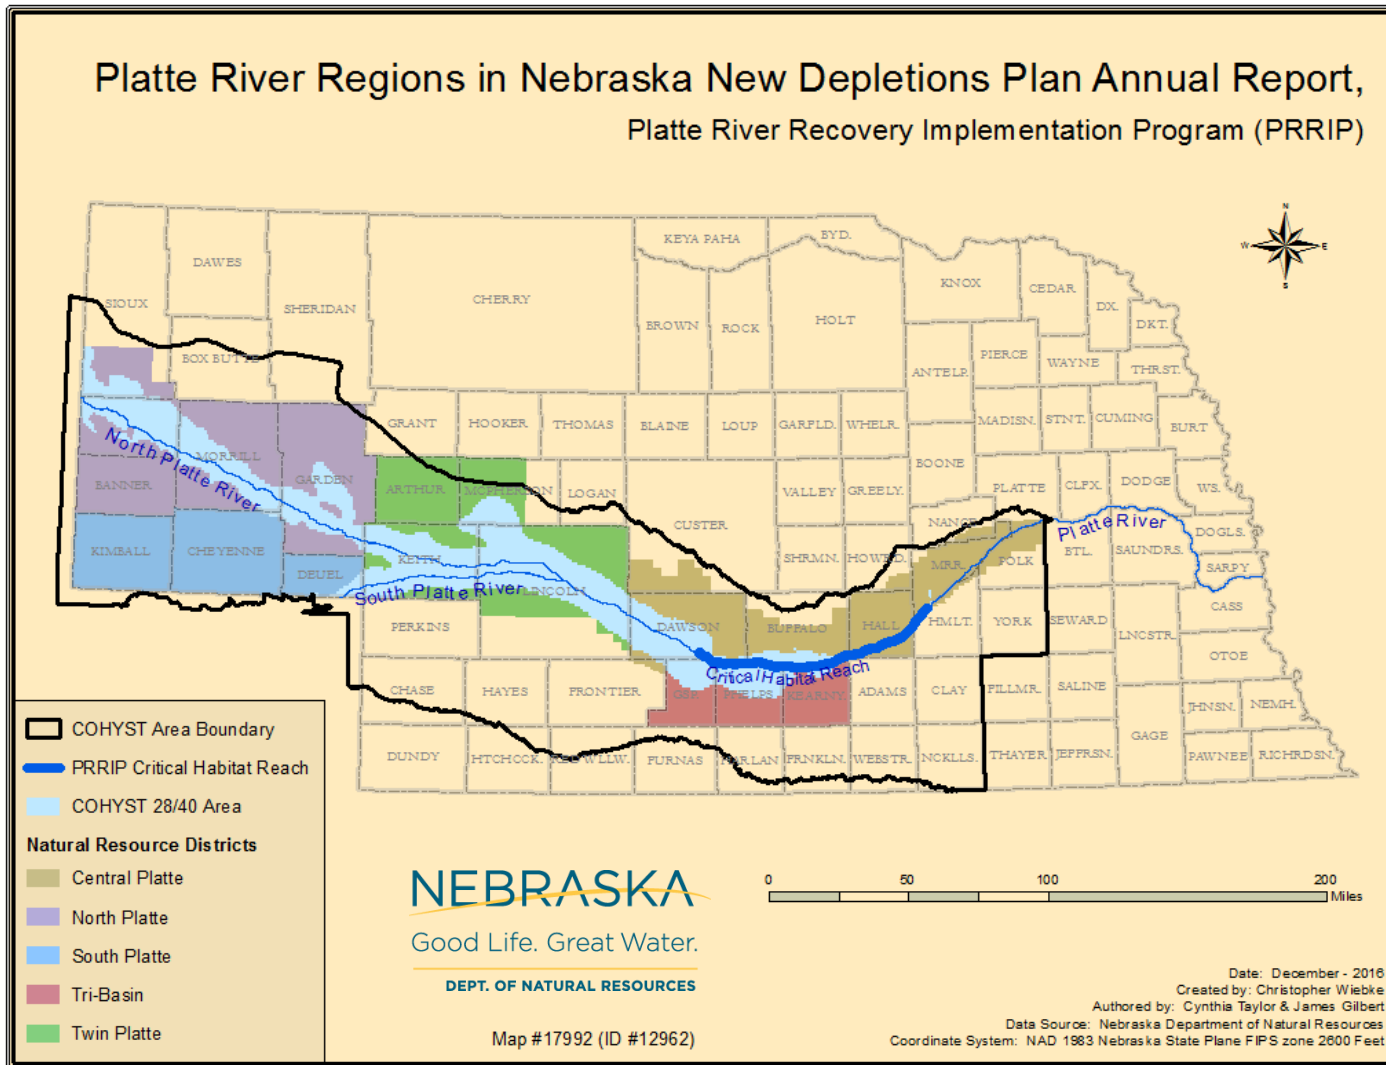 Platte River Regions in Nebraska New Depletions Plan Annual Report,
Platte River Recovery Implementation Program (PRRIP)
N
W E
S
KEYA PAHA
BYD.
DAWES
SIOUX
SHERIDAN
CHERRY
BROWN
ROCK
HOLT
KNOX
CEDAR
DX.
DKT.
BOX BUTTE
ANTELP.
PIERCE
WAYNE
THRST.
GRANT
HOOKER
THOMAS
BLAINE
LOUP
GARFLD.
WHELR.
MADISN.
STNT.
CUMING
BURT
North Platte River
MORRILL
BANNER
GARDEN
ARTHUR
MCPHERSON
LOGAN
CUSTER
VALLEY
GREELY.
BOONE
PLATTE
CLFX.
DODGE
WS.
KIMBALL
CHEYENNE
DEUEL
KEITH
LINCOLN
South Platte River
SHRMN.
HOWRD.
NANCE
MRR.
POLK
Platte River
BTL.
SAUNDRS.
DOGLS.
SARPY
CASS
PERKINS
DAWSON
BUFFALO
HALL
HMLT.
YORK
SEWARD
LNCSTR.
OTOE
Critical Habitat Reach
CHASE
HAYES
FRONTIER
GSR.
PHELPS
KEARNY.
ADAMS
CLAY
FILLMR.
SALINE
GAGE
JHNSN.
NEMH.
DUNDY
HTCHCCK.
RED WLLW.
FURNAS
HARLAN
FRNKLN.
WEBSTR.
NCKLLS.
THAYER
JEFFRSN.
PAWNEE
RICHRDSN.
COHYST Area Boundary
PRRIP Critical Habitat Reach
COHYST 28/40 Area
Natural Resource Districts
Central Platte
North Platte
South Platte
Tri-Basin
Twin Platte
NEBRASKA
Good Life. Great Water.
DEPT. OF NATURAL RESOURCES
Map #17992 (ID #12962)
0 50 100 200
Miles
Date: December - 2016
Created by: Christopher Wiebke
Authored by: Cynthia Taylor & James Gilbert
Data Source: Nebraska Department of Natural Resources
Coordinate System: NAD 1983 Nebraska State Plane FIPS zone 2600 Feet